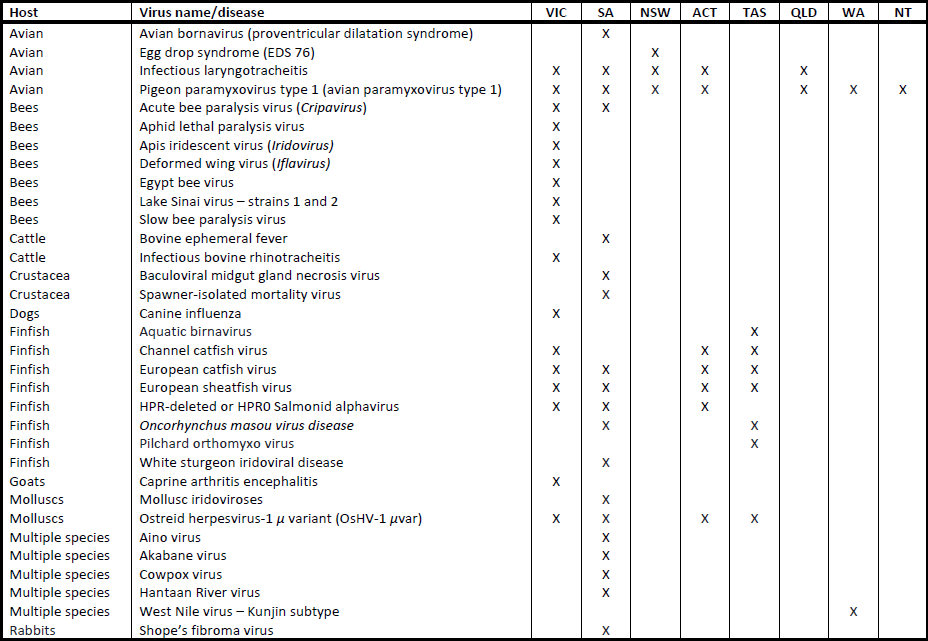 Host Virus name/disease VIC SA NSW ACT TAS QLD WA NT
Avian Avian bornavirus (proventricular dilatation syndrome) X
Avian Egg drop syndrome (EDS 76) X
Avian Infectious laryngotracheitis X X X X X
Avian Pigeon paramyxovirus type 1 (avian paramyxovirus type 1) X X X X X X X
Bees Acute bee paralysis virus (Cripavirus) X X
Bees Aphid lethal paralysis virus X
Bees Apis iridescent virus (Iridovirus) X
Bees Deformed wing virus (Iflavirus) X
Bees Egypt bee virus X
Bees Lake Sinai virus – strains 1 and 2 X
Bees Slow bee paralysis virus X
Cattle Bovine ephemeral fever X
Cattle Infectious bovine rhinotracheitis X
Crustacea Baculoviral midgut gland necrosis virus X
Crustacea Spawner-isolated mortality virus X
Dogs Canine influenza X
Finfish Aquatic birnavirus X
Finfish Channel catfish virus X X X
Finfish European catfish virus X X X X
Finfish European sheatfish virus X X X X
Finfish HPR-deleted or HPR0 Salmonid alphavirus X X X
Finfish Oncorhynchus masou virus disease X X
Finfish Pilchard orthomyxo virus X
Finfish White sturgeon iridoviral disease X
Goats Caprine arthritis encephalitis X
Molluscs Mollusc iridoviroses X
Molluscs Ostreid herpesvirus-1 µ variant (OsHV-1 µvar) X X X X
Multiple species Aino virus X
Multiple species Akabane virus X
Multiple species Cowpox virus X
Multiple species Hantaan River virus X
Multiple species West Nile virus – Kunjin subtype X
Rabbits Shope's fibroma virus X